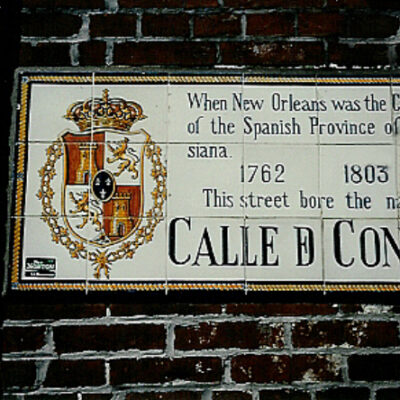 When New Orleans was the C
of the Spanish Province of
siana.
1762 1803
This street bore the na
CALLE D CON